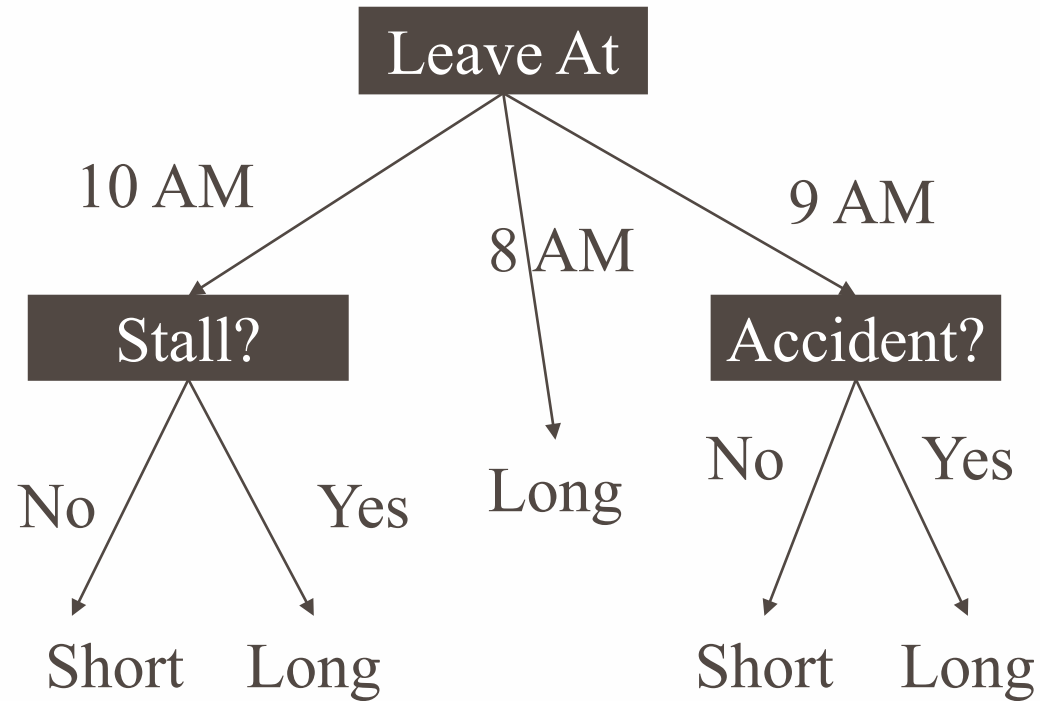 Leave At
10 AM
9 AM
8 AM
Stall?
Accident?
No
Yes
Long
No
Yes
Short
Long
Short
Long